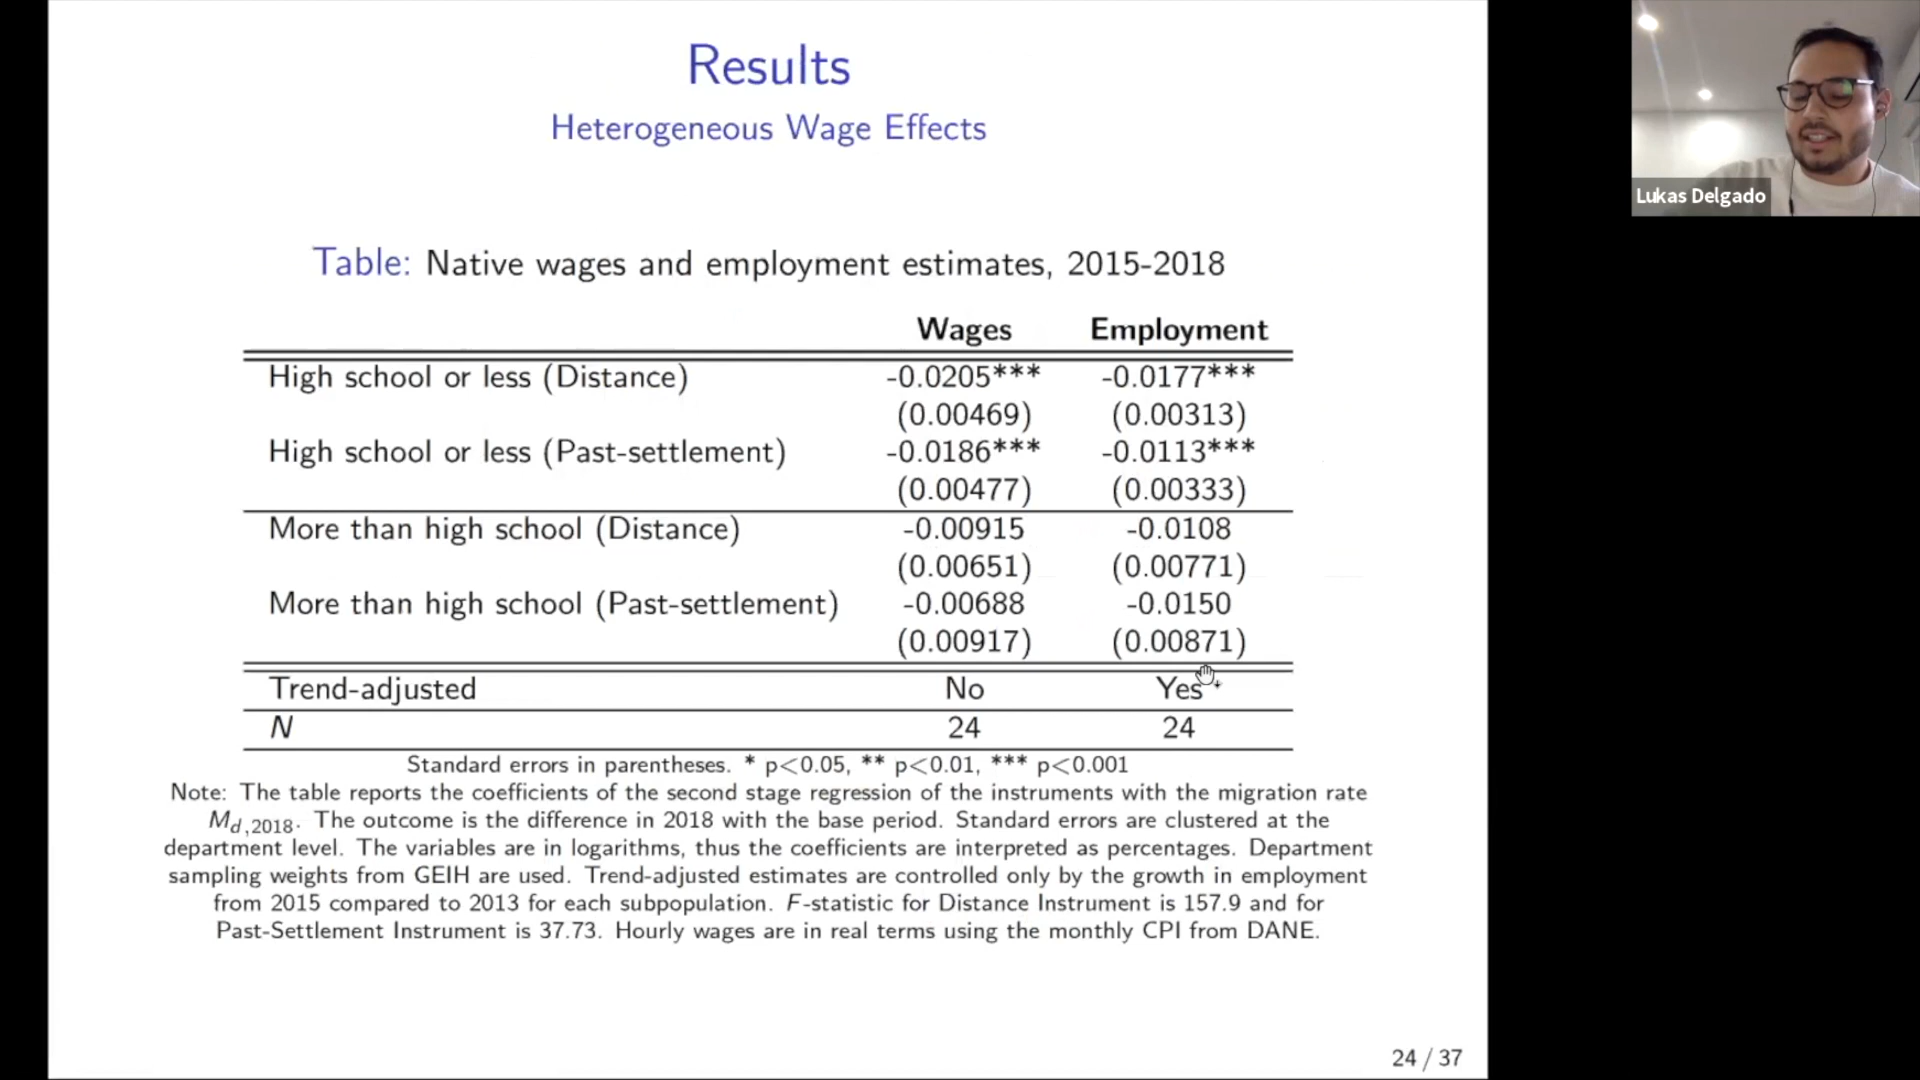 Results
Heterogeneous Wage Effects
Table: Native wages and employment estimates, 2015-2018
Wages Employment
High school or less (Distance) -0.0205*** -0.0177***
(0.00469) (0.00313)
High school or less (Past-settlement) -0.0186*** -0.0113***
(0.00477) (0.00333)
More than high school (Distance) -0.00915 -0.0108
(0.00651) (0.00771)
More than high school (Past-settlement) -0.00688 -0.0150
(0.00917) (0.00871)
Trend-adjusted No Yes
N 24 24
Standard errors in parentheses. * p<0.05, ** p<0.01, *** p<0.001
Note: The table reports the coefficients of the second stage regression of the instruments with the migration rate
Md,2018. The outcome is the difference in 2018 with the base period. Standard errors are clustered at the
department level. The variables are in logarithms, thus the coefficients are interpreted as percentages. Department
sampling weights from GEIH are used. Trend-adjusted estimates are controlled only by the growth in employment
from 2015 compared to 2013 for each subpopulation. F-statistic for Distance Instrument is 157.9 and for
Past-Settlement Instrument is 37.73. Hourly wages are in real terms using the monthly CPI from DANE.
24 / 37
Lukas Delgado